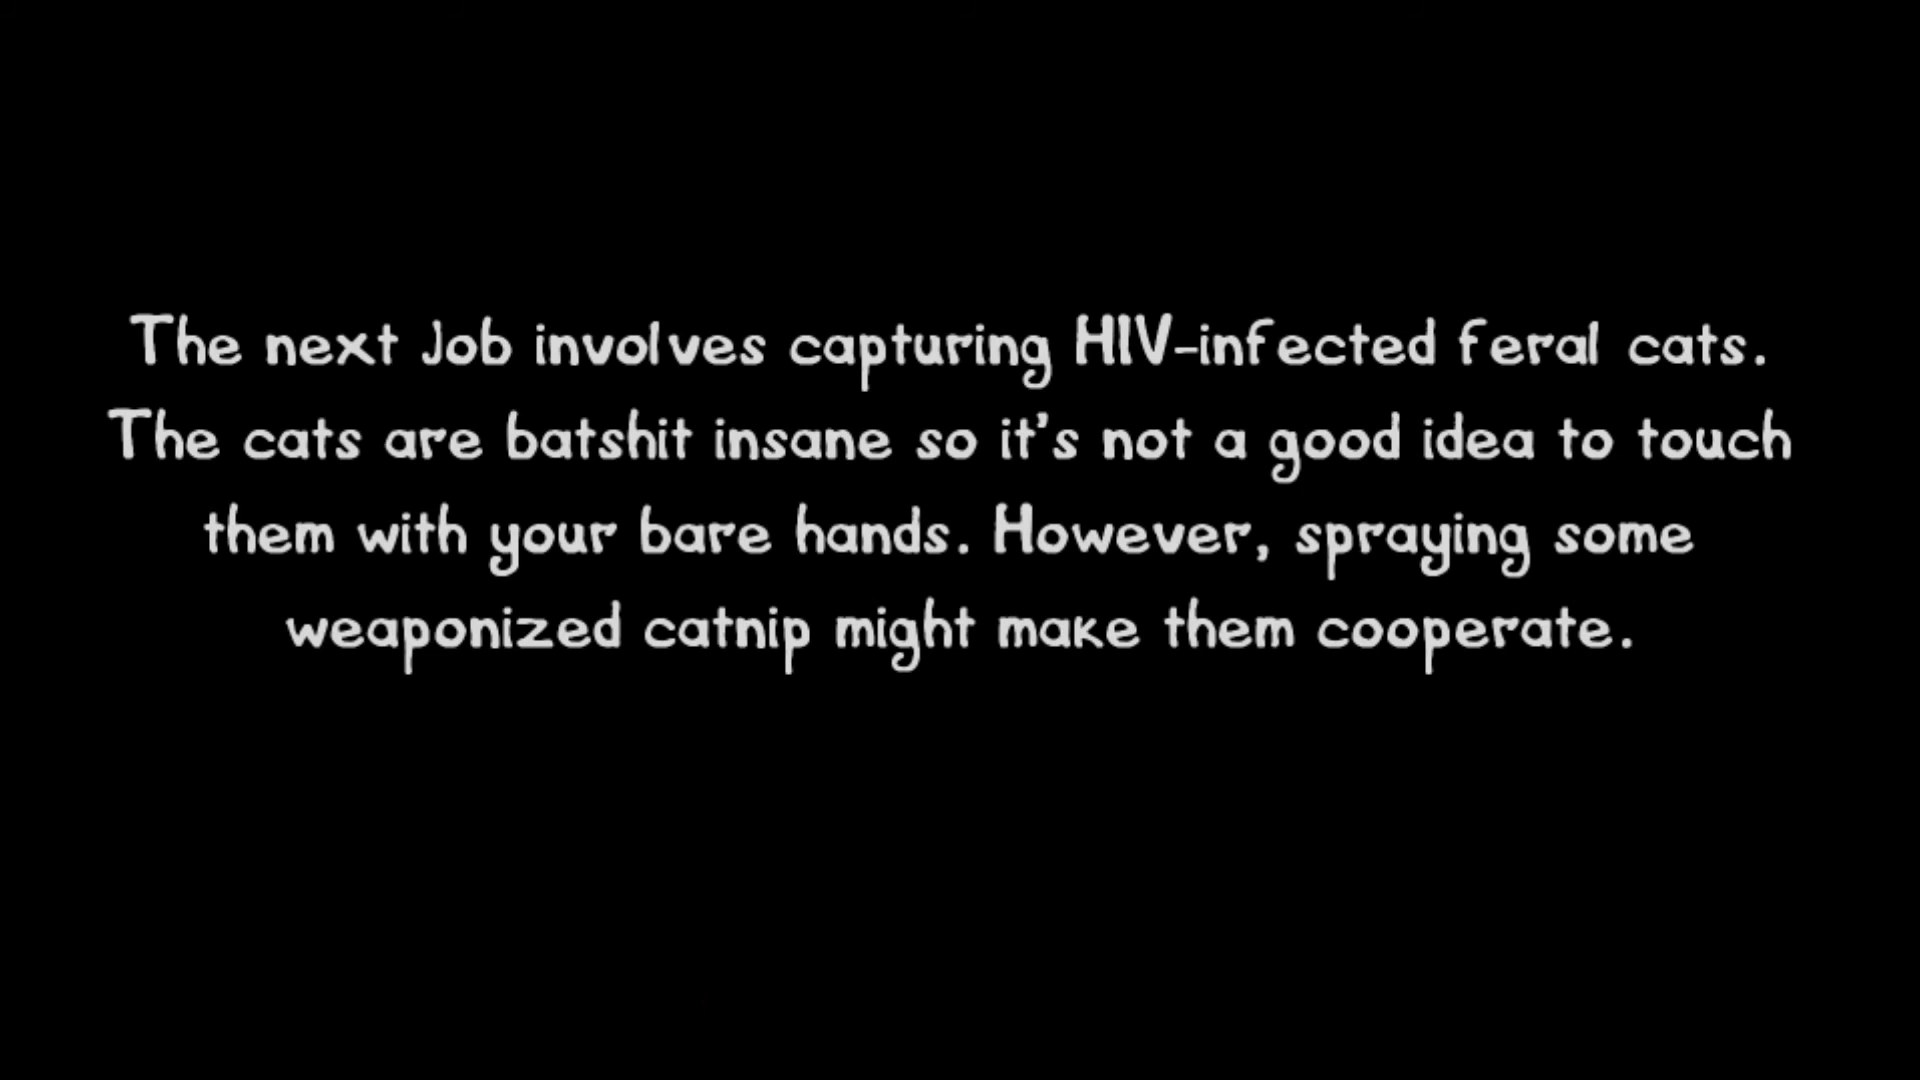 The next Job involves capturing HIV-infected feral cats.
The cats are batshit insane so it's not a good idea to touch
them with your bare hands. However, spraying some
weaponized catnip might make them cooperate.